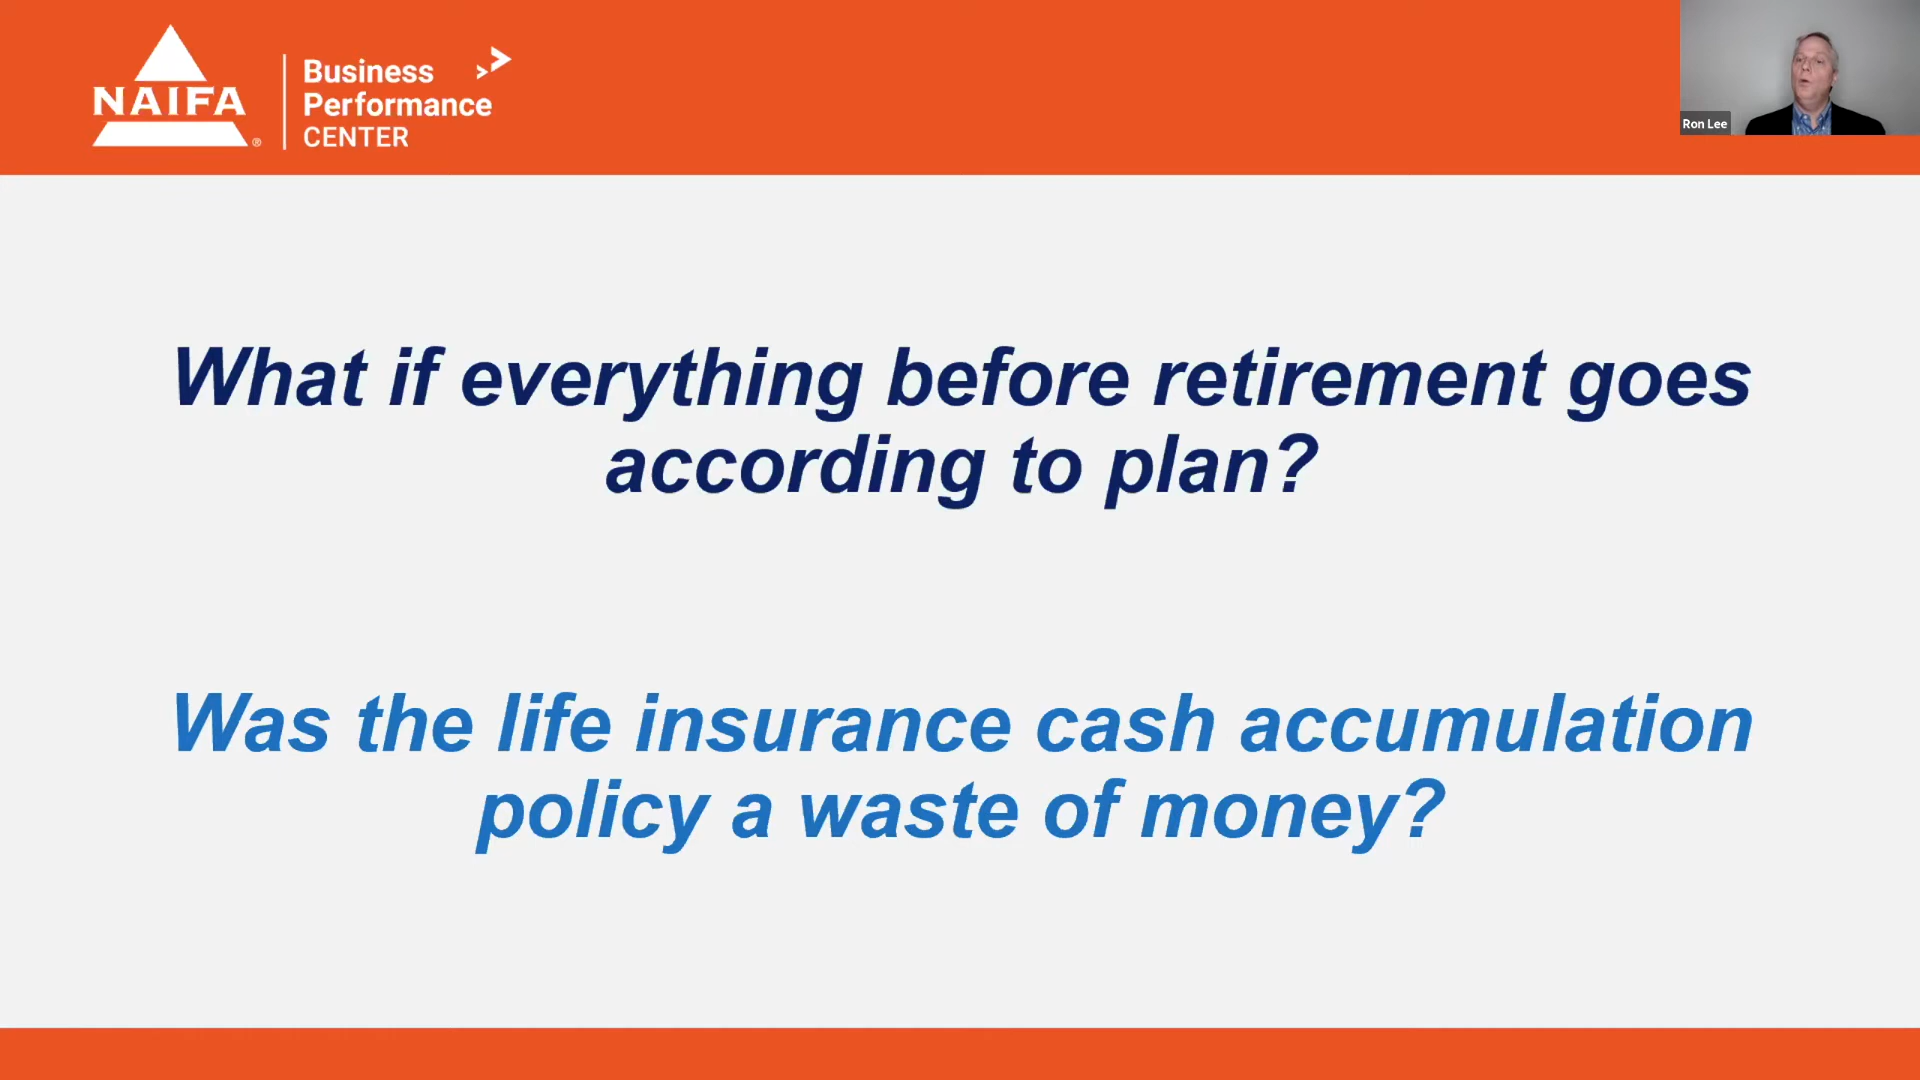 NAIFA®
Business
Performance
CENTER
Ron Lee
What if everything before retirement goes
according to plan?
Was the life insurance cash accumulation
policy a waste of money?